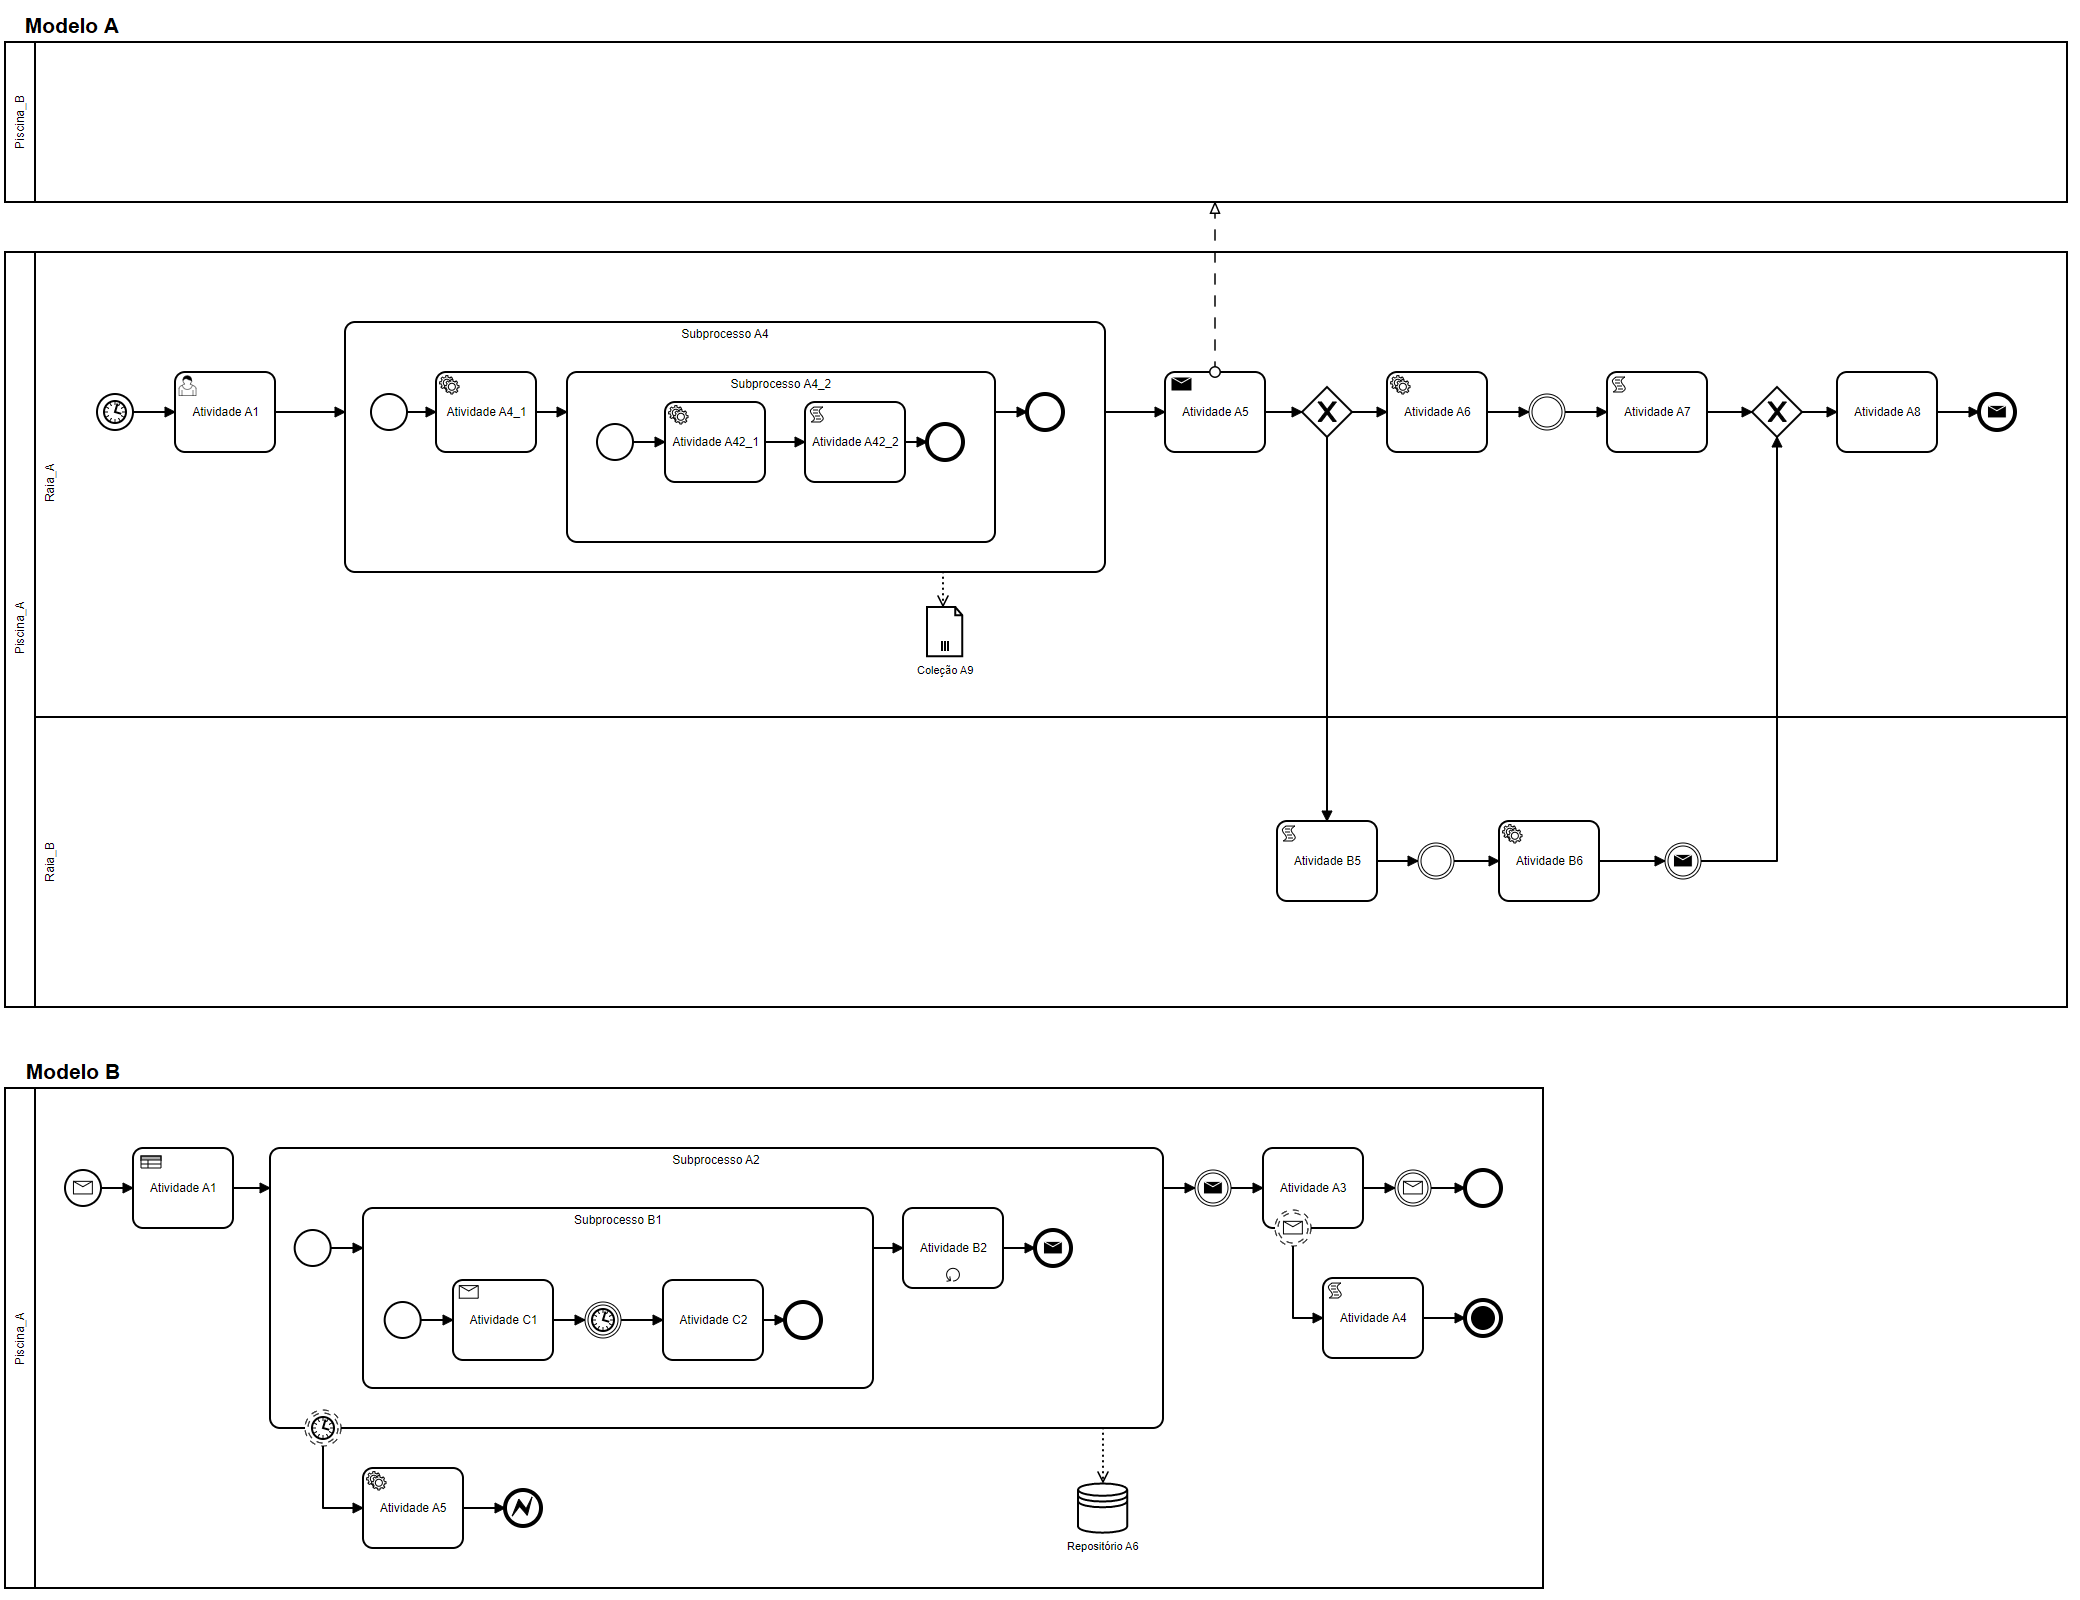 Modelo A
Piscina_B
Piscina_A
Raia_A
Atividade A1
Subprocesso A4
Atividade A4_1
Subprocesso A4_2
Atividade A42_1
Atividade A42_2
Coleção A9
Atividade A5
Atividade A6
Atividade A7
Atividade A8
Raia_B
Atividade B5
Atividade B6
Modelo B
Piscina_A
Atividade A1
Subprocesso A2
Subprocesso B1
Atividade C1
Atividade C2
Atividade B2
Atividade A3
Atividade A4
Atividade A5
Repositório A6